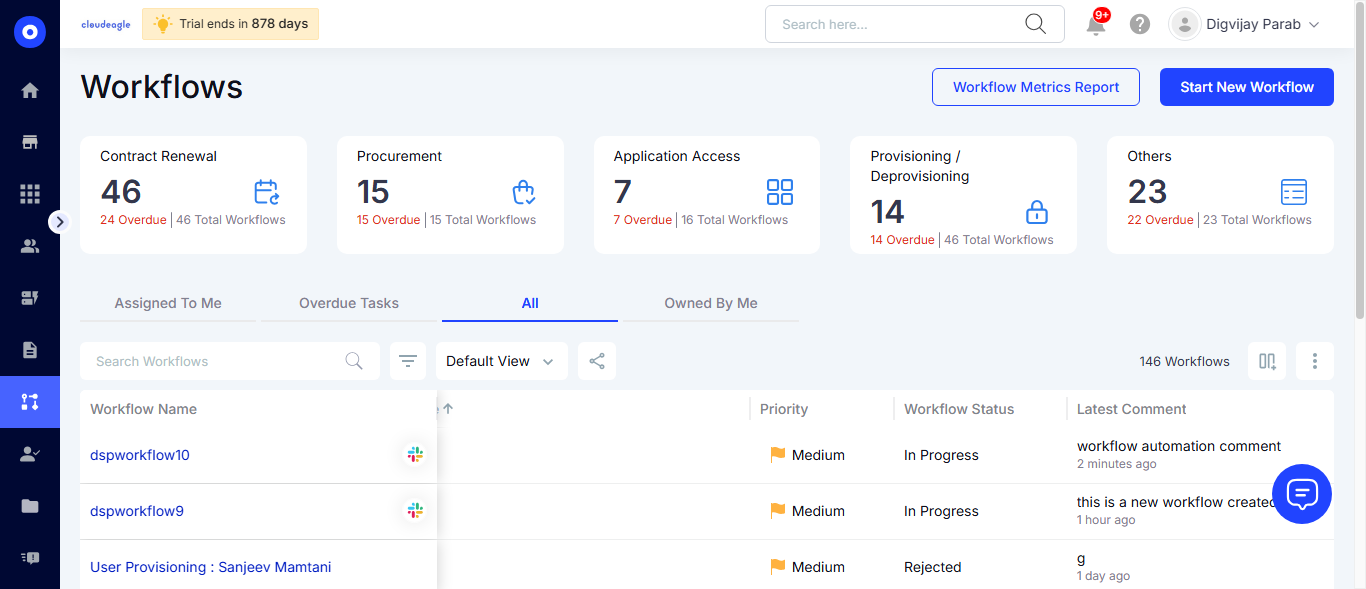 cloudeagle
Trial ends in 878 days
Search here...
9+
Digvijay Parab
Workflows
Workflow Metrics Report
Start New Workflow
Contract Renewal
46
24 Overdue | 46 Total Workflows
Procurement
15
15 Overdue | 15 Total Workflows
Application Access
7
7 Overdue | 16 Total Workflows
Provisioning /
Deprovisioning
14
14 Overdue | 46 Total Workflows
Others
23
22 Overdue | 23 Total Workflows
Assigned To Me
Overdue Tasks
All
Owned By Me
Search Workflows
Default View
146 Workflows
Workflow Name
Priority
Workflow Status
Latest Comment
dspworkflow10
Medium
In Progress
workflow automation comment
2 minutes ago
dspworkflow9
Medium
In Progress
this is a new workflow created
1 hour ago
User Provisioning : Sanjeev Mamtani
Medium
Rejected
g
1 day ago